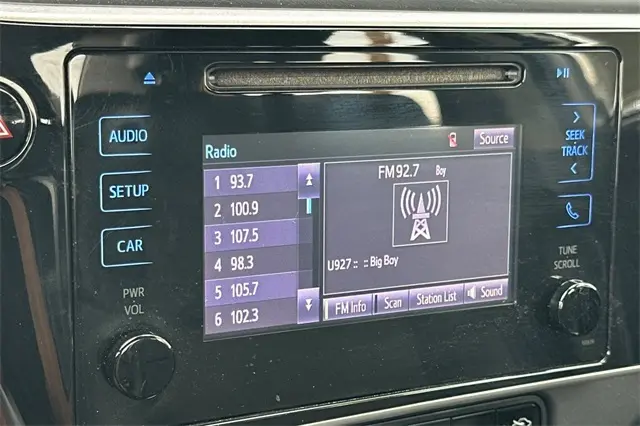 AUDIO
SETUP
CAR
PWR
VOL
Radio
Source
1 93.7
2 100.9
3 107.5
4 98.3
5 105.7
6 102.3
FM 92.7 Boy
U927 :: :: Big Boy
FM Info
Scan
Station List
Sound
SEEK
TRACK
TUNE
SCROLL